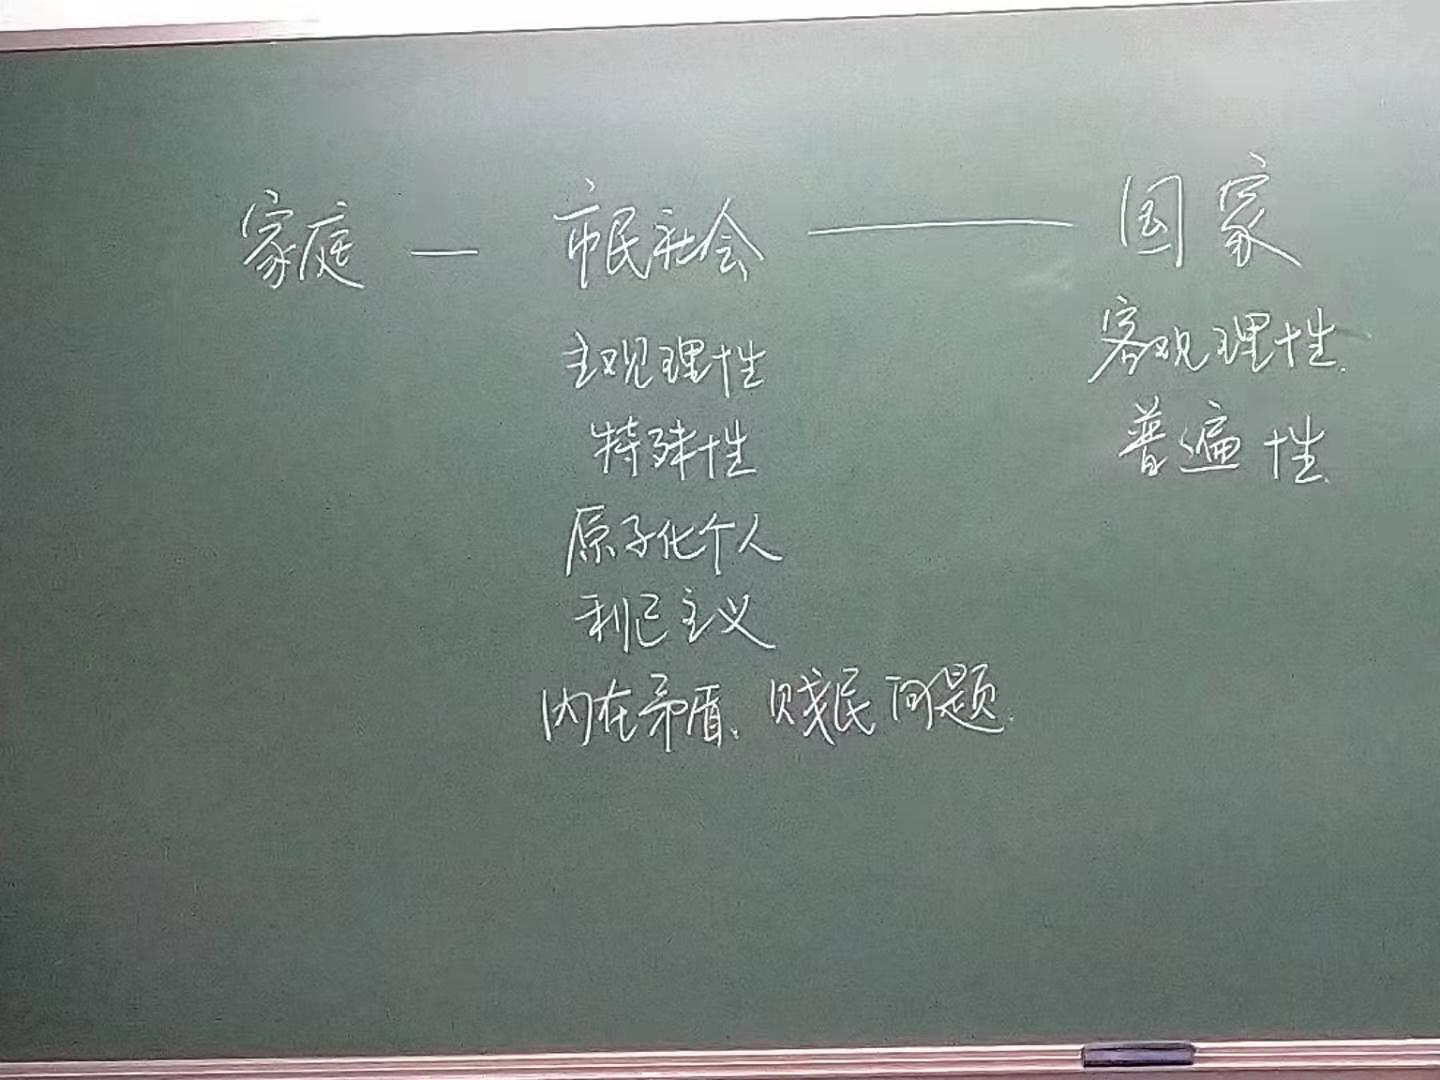 家庭 — 市民社会 — 国家
主观理性 客观理性.
特殊性 普遍性.
原子化个人
利己主义
内在矛盾、贱民问题.